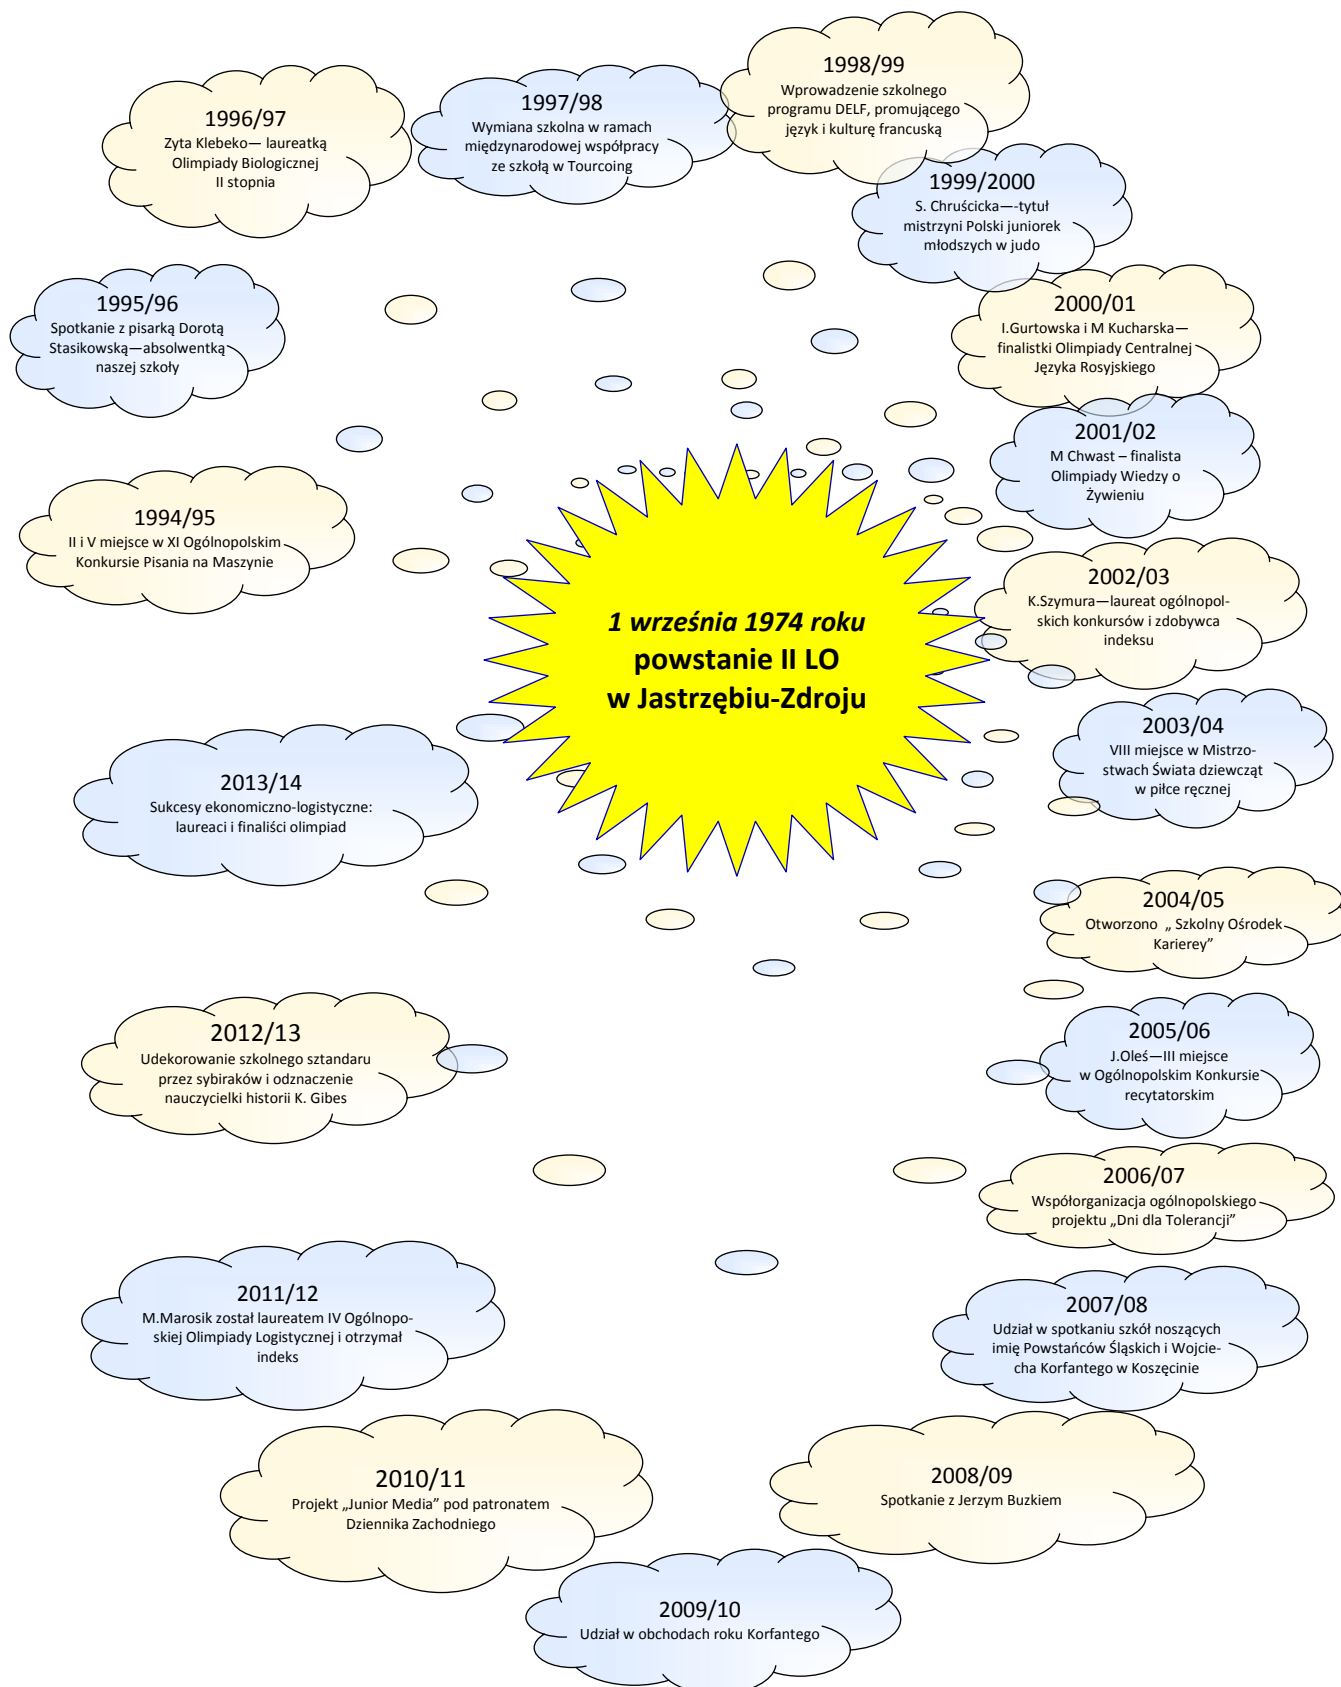 1994/95
II i V miejsce w XI Ogólnopolskim
Konkursie Pisania na Maszynie
1995/96
Spotkanie z pisarką Dorotą
Stasikowską—absolwentką
naszej szkoły
1996/97
Zyta Klebeko— laureatką
Olimpiady Biologicznej
II stopnia
1997/98
Wymiana szkolna w ramach
międzynarodowej współpracy
ze szkołą w Tourcoing
1998/99
Wprowadzenie szkolnego
programu DELF, promującego
język i kulturę francuską
1999/2000
S. Chruścicka—-tytuł
mistrzyni Polski juniorek
młodszych w judo
2000/01
I.Gurtowska i M Kucharska—
finalistki Olimpiady Centralnej
Języka Rosyjskiego
2001/02
M Chwast – finalista
Olimpiady Wiedzy o
Żywieniu
2002/03
K.Szymura—laureat ogólnopol-
skich konkursów i zdobywca
indeksu
2003/04
VIII miejsce w Mistrzo-
stwach Świata dziewcząt
w piłce ręcznej
2004/05
Otworzono „ Szkolny Ośrodek
Karierey”
2005/06
J.Oleś—III miejsce
w Ogólnopolskim Konkursie
recytatorskim
2006/07
Współorganizacja ogólnopolskiego
projektu „Dni dla Tolerancji”
2007/08
Udział w spotkaniu szkół noszących
imię Powstańców Śląskich i Wojcie-
cha Korfantego w Koszęcinie
2008/09
Spotkanie z Jerzym Buzkiem
2009/10
Udział w obchodach roku Korfantego
2010/11
Projekt „Junior Media” pod patronatem
Dziennika Zachodniego
2011/12
M.Marosik został laureatem IV Ogólnopo-
skiej Olimpiady Logistycznej i otrzymał
indeks
2012/13
Udekorowanie szkolnego sztandaru
przez sybiraków i odznaczenie
nauczycielki historii K. Gibes
2013/14
Sukcesy ekonomiczno-logistyczne:
laureaci i finaliści olimpiad
1 września 1974 roku
powstanie II LO
w Jastrzębiu-Zdroju